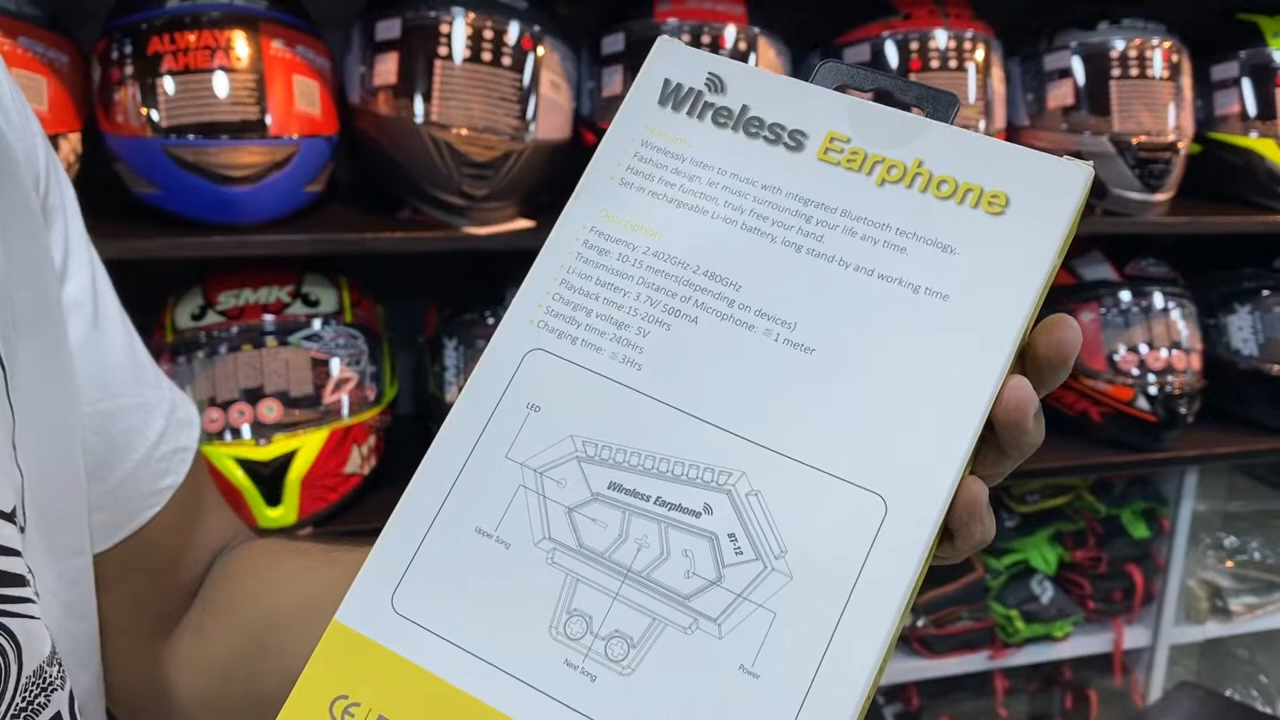 ALWAYS
AHEAD
SMK
Wireless Earphone
Features
Wirelessly listen to music with integrated Bluetooth technology.
Fashion design, let music surrounding your life any time.
Hands free function, truly free your hand.
Set-in rechargeable Li-ion battery, long stand-by and working time.
Description
Frequency: 2.402GHz-2.480GHz
Range: 10-15 meters(depending on devices)
Transmission Distance of Microphone: ≦1 meter
Li-ion battery: 3.7V/ 500mA
Playback time:15-20Hrs
Charging voltage: 5V
Standby time:240Hrs
Charging time: ≦3Hrs
LED
Wireless Earphone
BT-12
Upper Song
Next Song
Power
CE